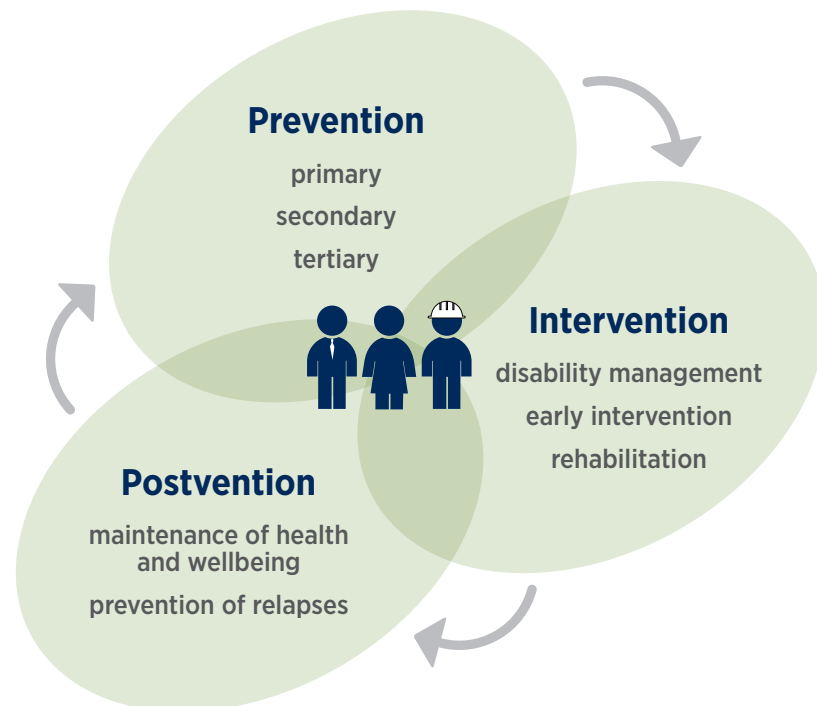 Prevention
primary
secondary
tertiary
Intervention
disability management
early intervention
rehabilitation
Postvention
maintenance of health
and wellbeing
prevention of relapses